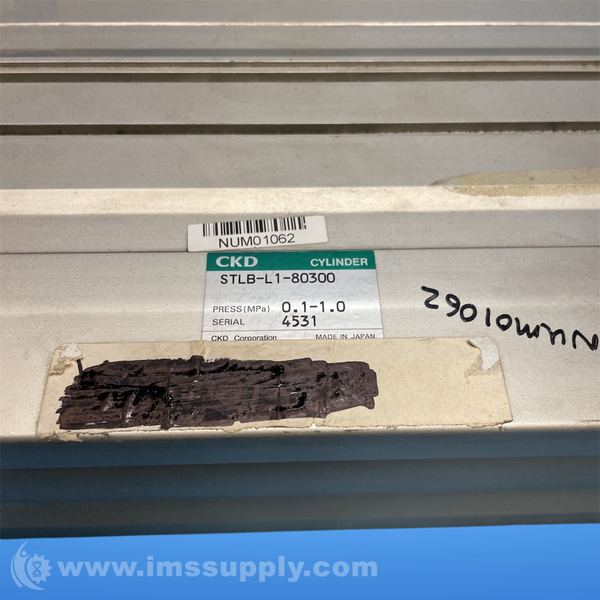 NUM01062
CKD CYLINDER
STLB-L1-80300
PRESS(MPa) 0.1-1.0
SERIAL 4531
CKD Corporation MADE IN JAPAN
NUM01062
www.imssupply.com